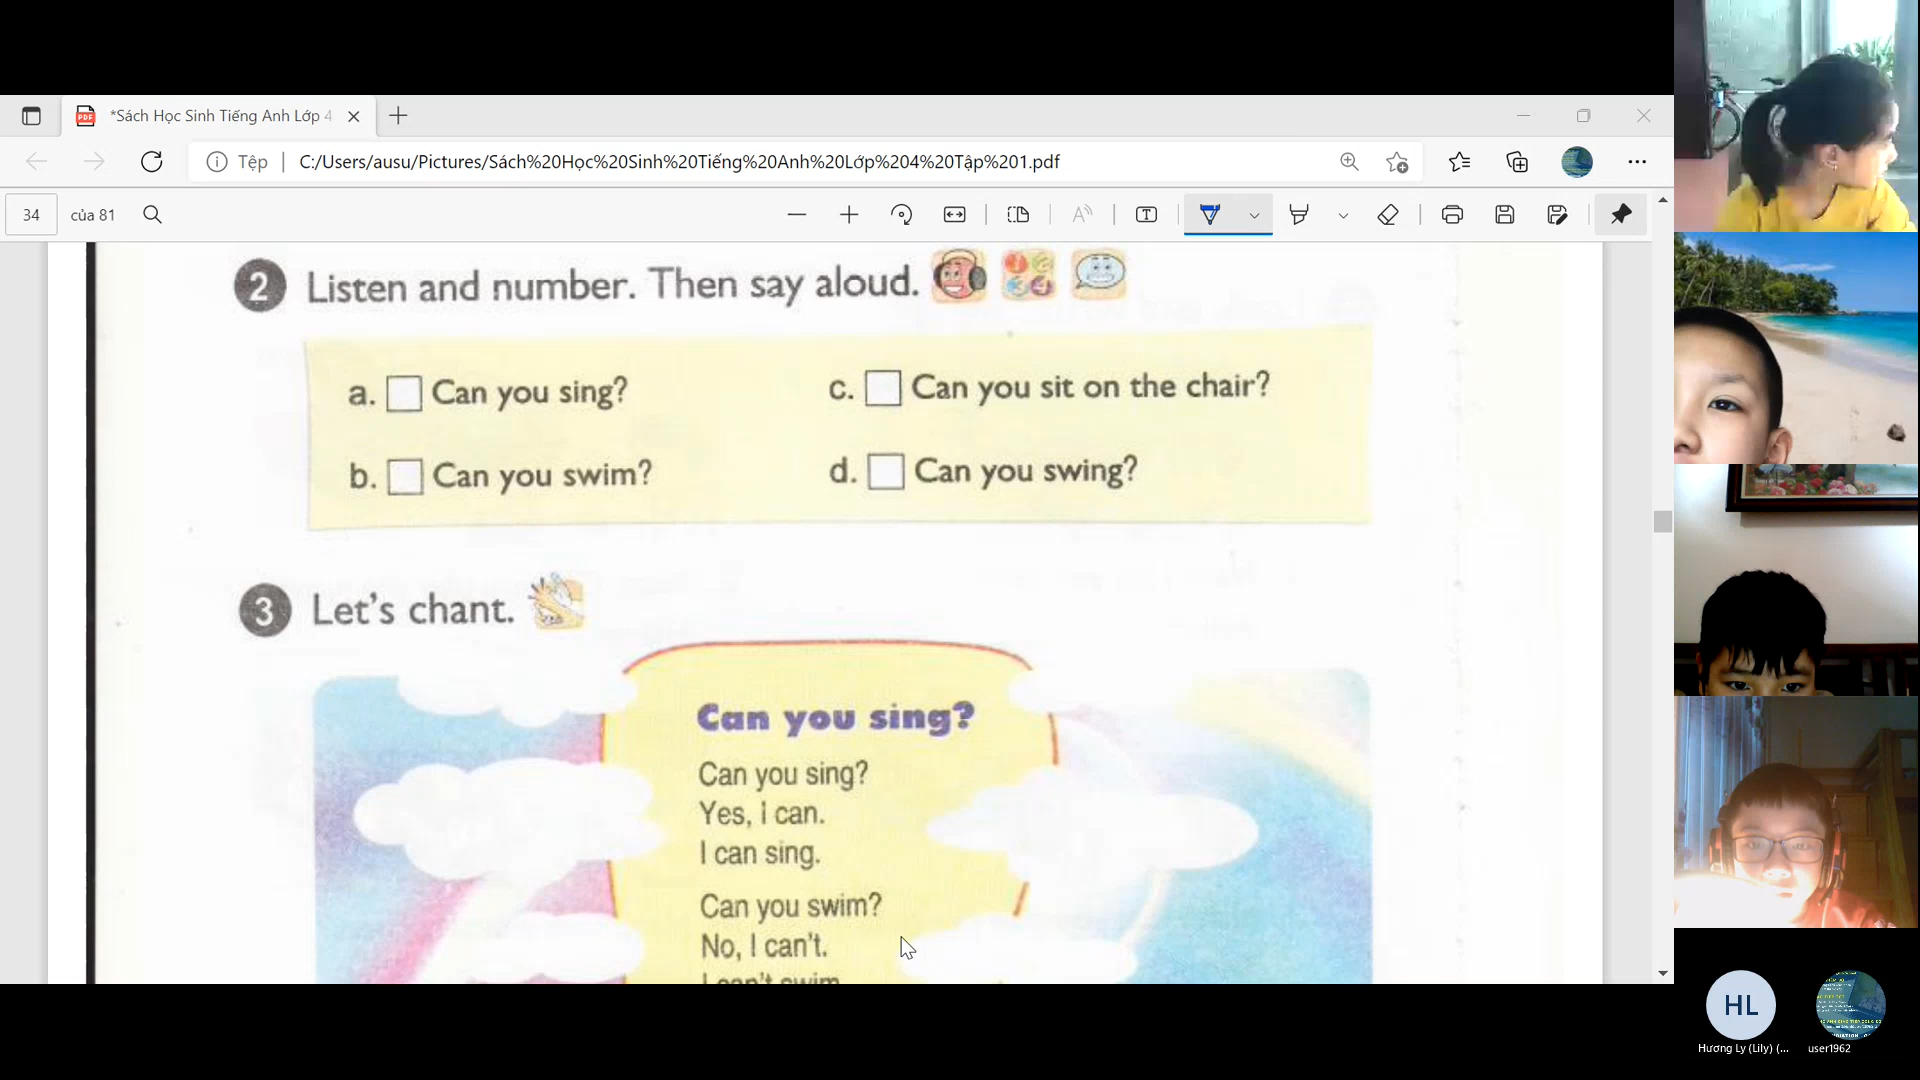 *Sách Học Sinh Tiếng Anh Lớp 4
Tệp
C:/Users/ausu/Pictures/Sách%20Học%20Sinh%20Tiếng%20Anh%20Lớp%204%20Tập%201.pdf
34 của 81
2 Listen and number. Then say aloud.
a. Can you sing?
c. Can you sit on the chair?
b. Can you swim?
d. Can you swing?
3 Let's chant.
Can you sing?
Can you sing?
Yes, I can.
I can sing.
Can you swim?
No, I can't.
I can't swim
HL
Hương Ly (Lily) (...
user1962